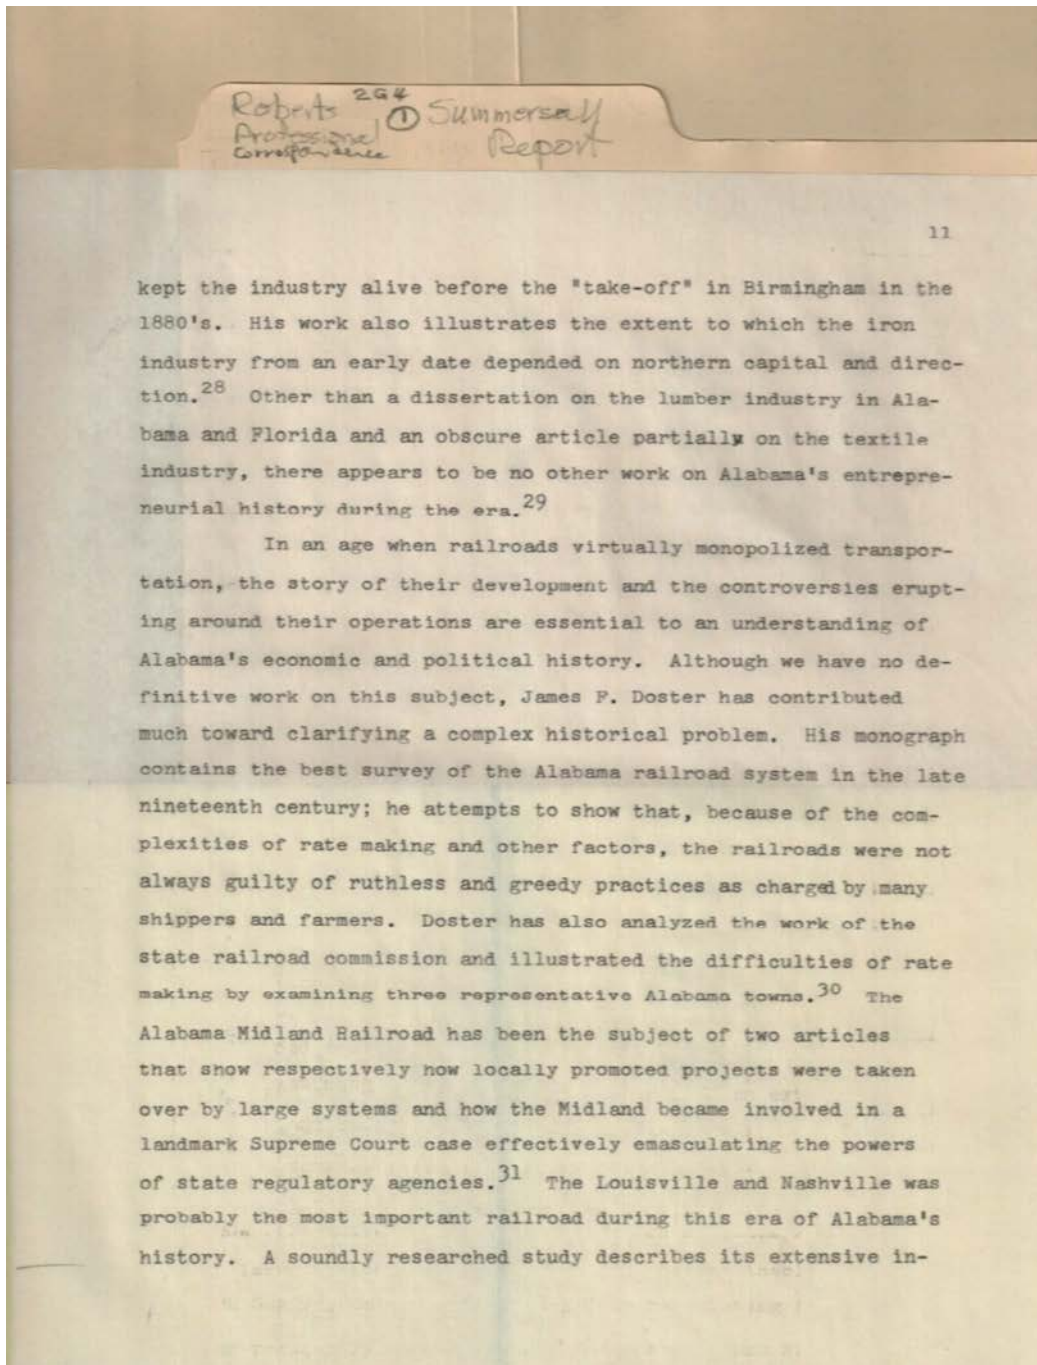 Roberts 2G4 ① Summersell
Professional Report
Correspondence
11
kept the industry alive before the "take-off" in Birmingham in the
1880's. His work also illustrates the extent to which the iron
industry from an early date depended on northern capital and direc-
tion.28 Other than a dissertation on the lumber industry in Ala-
bama and Florida and an obscure article partially on the textile
industry, there appears to be no other work on Alabama's entrepre-
neurial history during the era.29
In an age when railroads virtually monopolized transpor-
tation, the story of their development and the controversies erupt-
ing around their operations are essential to an understanding of
Alabama's economic and political history. Although we have no de-
finitive work on this subject, James F. Doster has contributed
much toward clarifying a complex historical problem. His monograph
contains the best survey of the Alabama railroad system in the late
nineteenth century; he attempts to show that, because of the com-
plexities of rate making and other factors, the railroads were not
always guilty of ruthless and greedy practices as charged by many
shippers and farmers. Doster has also analyzed the work of the
state railroad commission and illustrated the difficulties of rate
making by examining three representative Alabama towns.30 The
Alabama Midland Railroad has been the subject of two articles
that show respectively how locally promoted projects were taken
over by large systems and how the Midland became involved in a
landmark Supreme Court case effectively emasculating the powers
of state regulatory agencies.31 The Louisville and Nashville was
probably the most important railroad during this era of Alabama's
history. A soundly researched study describes its extensive in-